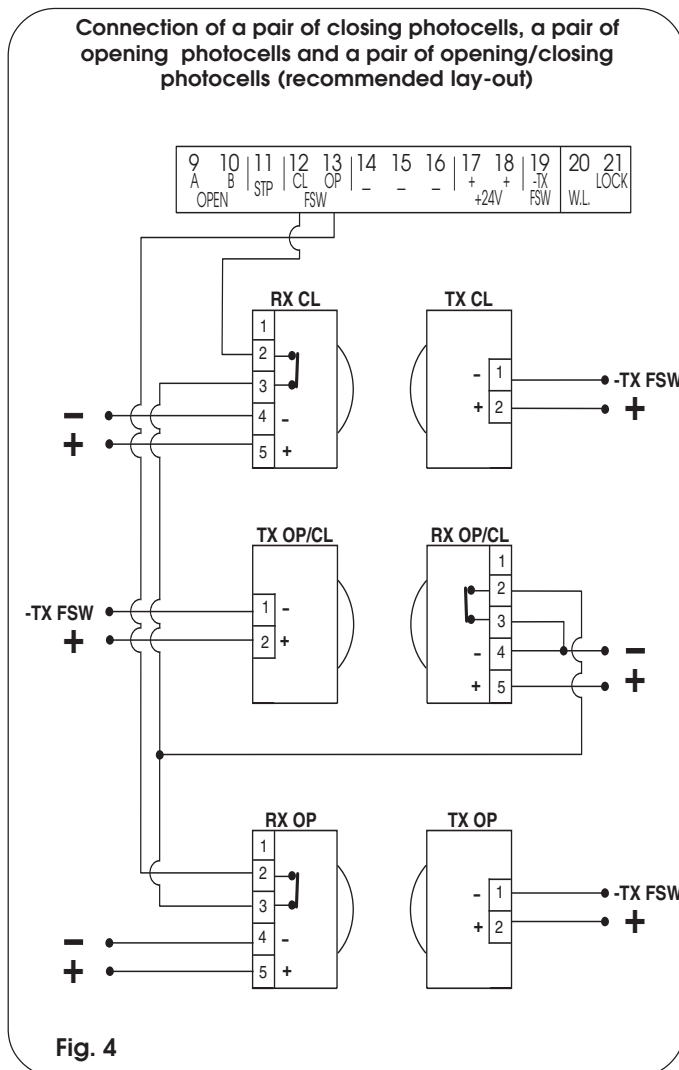 Connection of a pair of closing photocells, a pair of
opening photocells and a pair of opening/closing
photocells (recommended lay-out)
9 10 11 12 13 14 15 16 17 18 19 20 21
A B STP CL OP – – – + + -TX W.L. LOCK
OPEN FSW +24V FSW
RX CL TX CL
1
2
3
4 -
5 +
–
+
- 1 -TX FSW
+ 2 +
TX OP/CL RX OP/CL
-TX FSW 1 -
+ 2 +
1
2
3
- 4 –
+ 5 +
RX OP TX OP
1
2
3
– 4 -
+ 5 +
- 1 -TX FSW
+ 2 +
Fig. 4